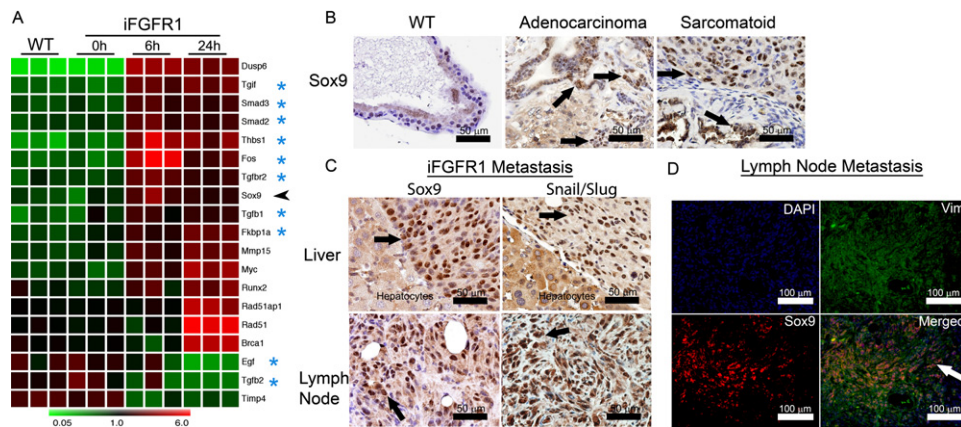 A
iFGFR1
WT
0h
6h
24h
Dusp6
Tgif
*
Smad3
*
Smad2
*
Thbs1
*
Fos
*
Tgfbr2
*
Sox9
Tgfb1
*
Fkbp1a
*
Mmp15
Myc
Runx2
Rad51ap1
Rad51
Brca1
Egf
*
Tgfb2
*
Timp4
0.05
1.0
6.0
B
WT
Adenocarcinoma
Sarcomatoid
Sox9
50 µm
50 µm
50 µm
C
iFGFR1 Metastasis
Sox9
Snail/Slug
Liver
Hepatocytes
50 µm
Hepatocytes
50 µm
Lymph
Node
50 µm
50 µm
D
Lymph Node Metastasis
DAPI
100 µm
Vim
100 µm
Sox9
100 µm
Merged
100 µm